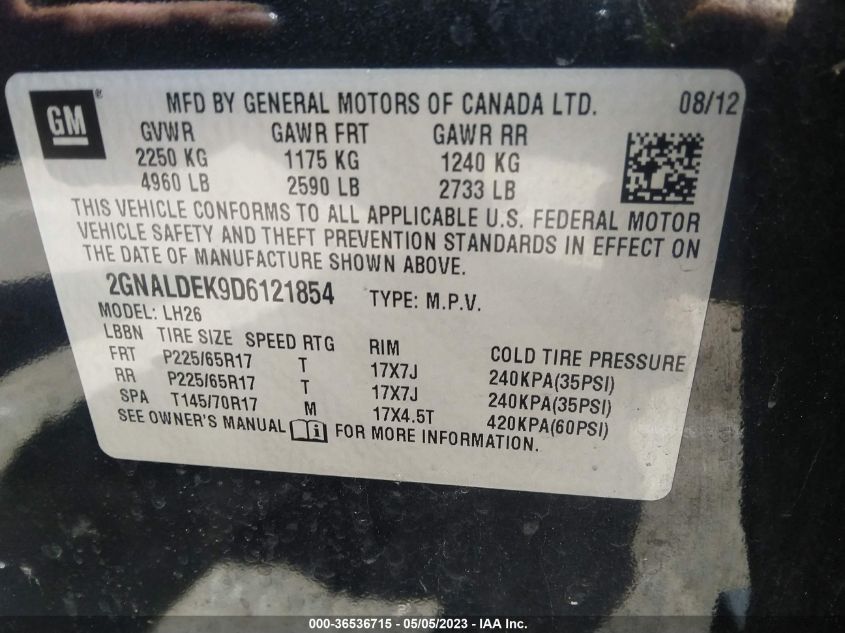 GM ®
MFD BY GENERAL MOTORS OF CANADA LTD. 08/12
GVWR GAWR FRT GAWR RR
2250 KG 1175 KG 1240 KG
4960 LB 2590 LB 2733 LB
THIS VEHICLE CONFORMS TO ALL APPLICABLE U.S. FEDERAL MOTOR
VEHICLE SAFETY AND THEFT PREVENTION STANDARDS IN EFFECT ON
THE DATE OF MANUFACTURE SHOWN ABOVE.
2GNALDEK9D6121854 TYPE: M.P.V.
MODEL: LH26
LBBN TIRE SIZE SPEED RTG RIM COLD TIRE PRESSURE
FRT P225/65R17 T 17X7J 240KPA(35PSI)
RR P225/65R17 T 17X7J 240KPA(35PSI)
SPA T145/70R17 M 17X4.5T 420KPA(60PSI)
SEE OWNER'S MANUAL i FOR MORE INFORMATION.
000-36536715 - 05/05/2023 - IAA Inc.